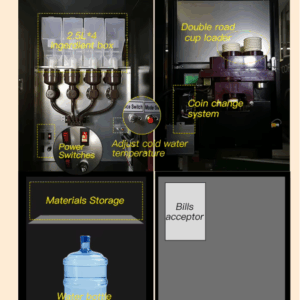 2.5L*4
ingredient box
Double road
cup loader
Coin change
system
Power
Switches
Adjust cold water
temperature
Materials Storage
Bills
acceptor
Water bottle